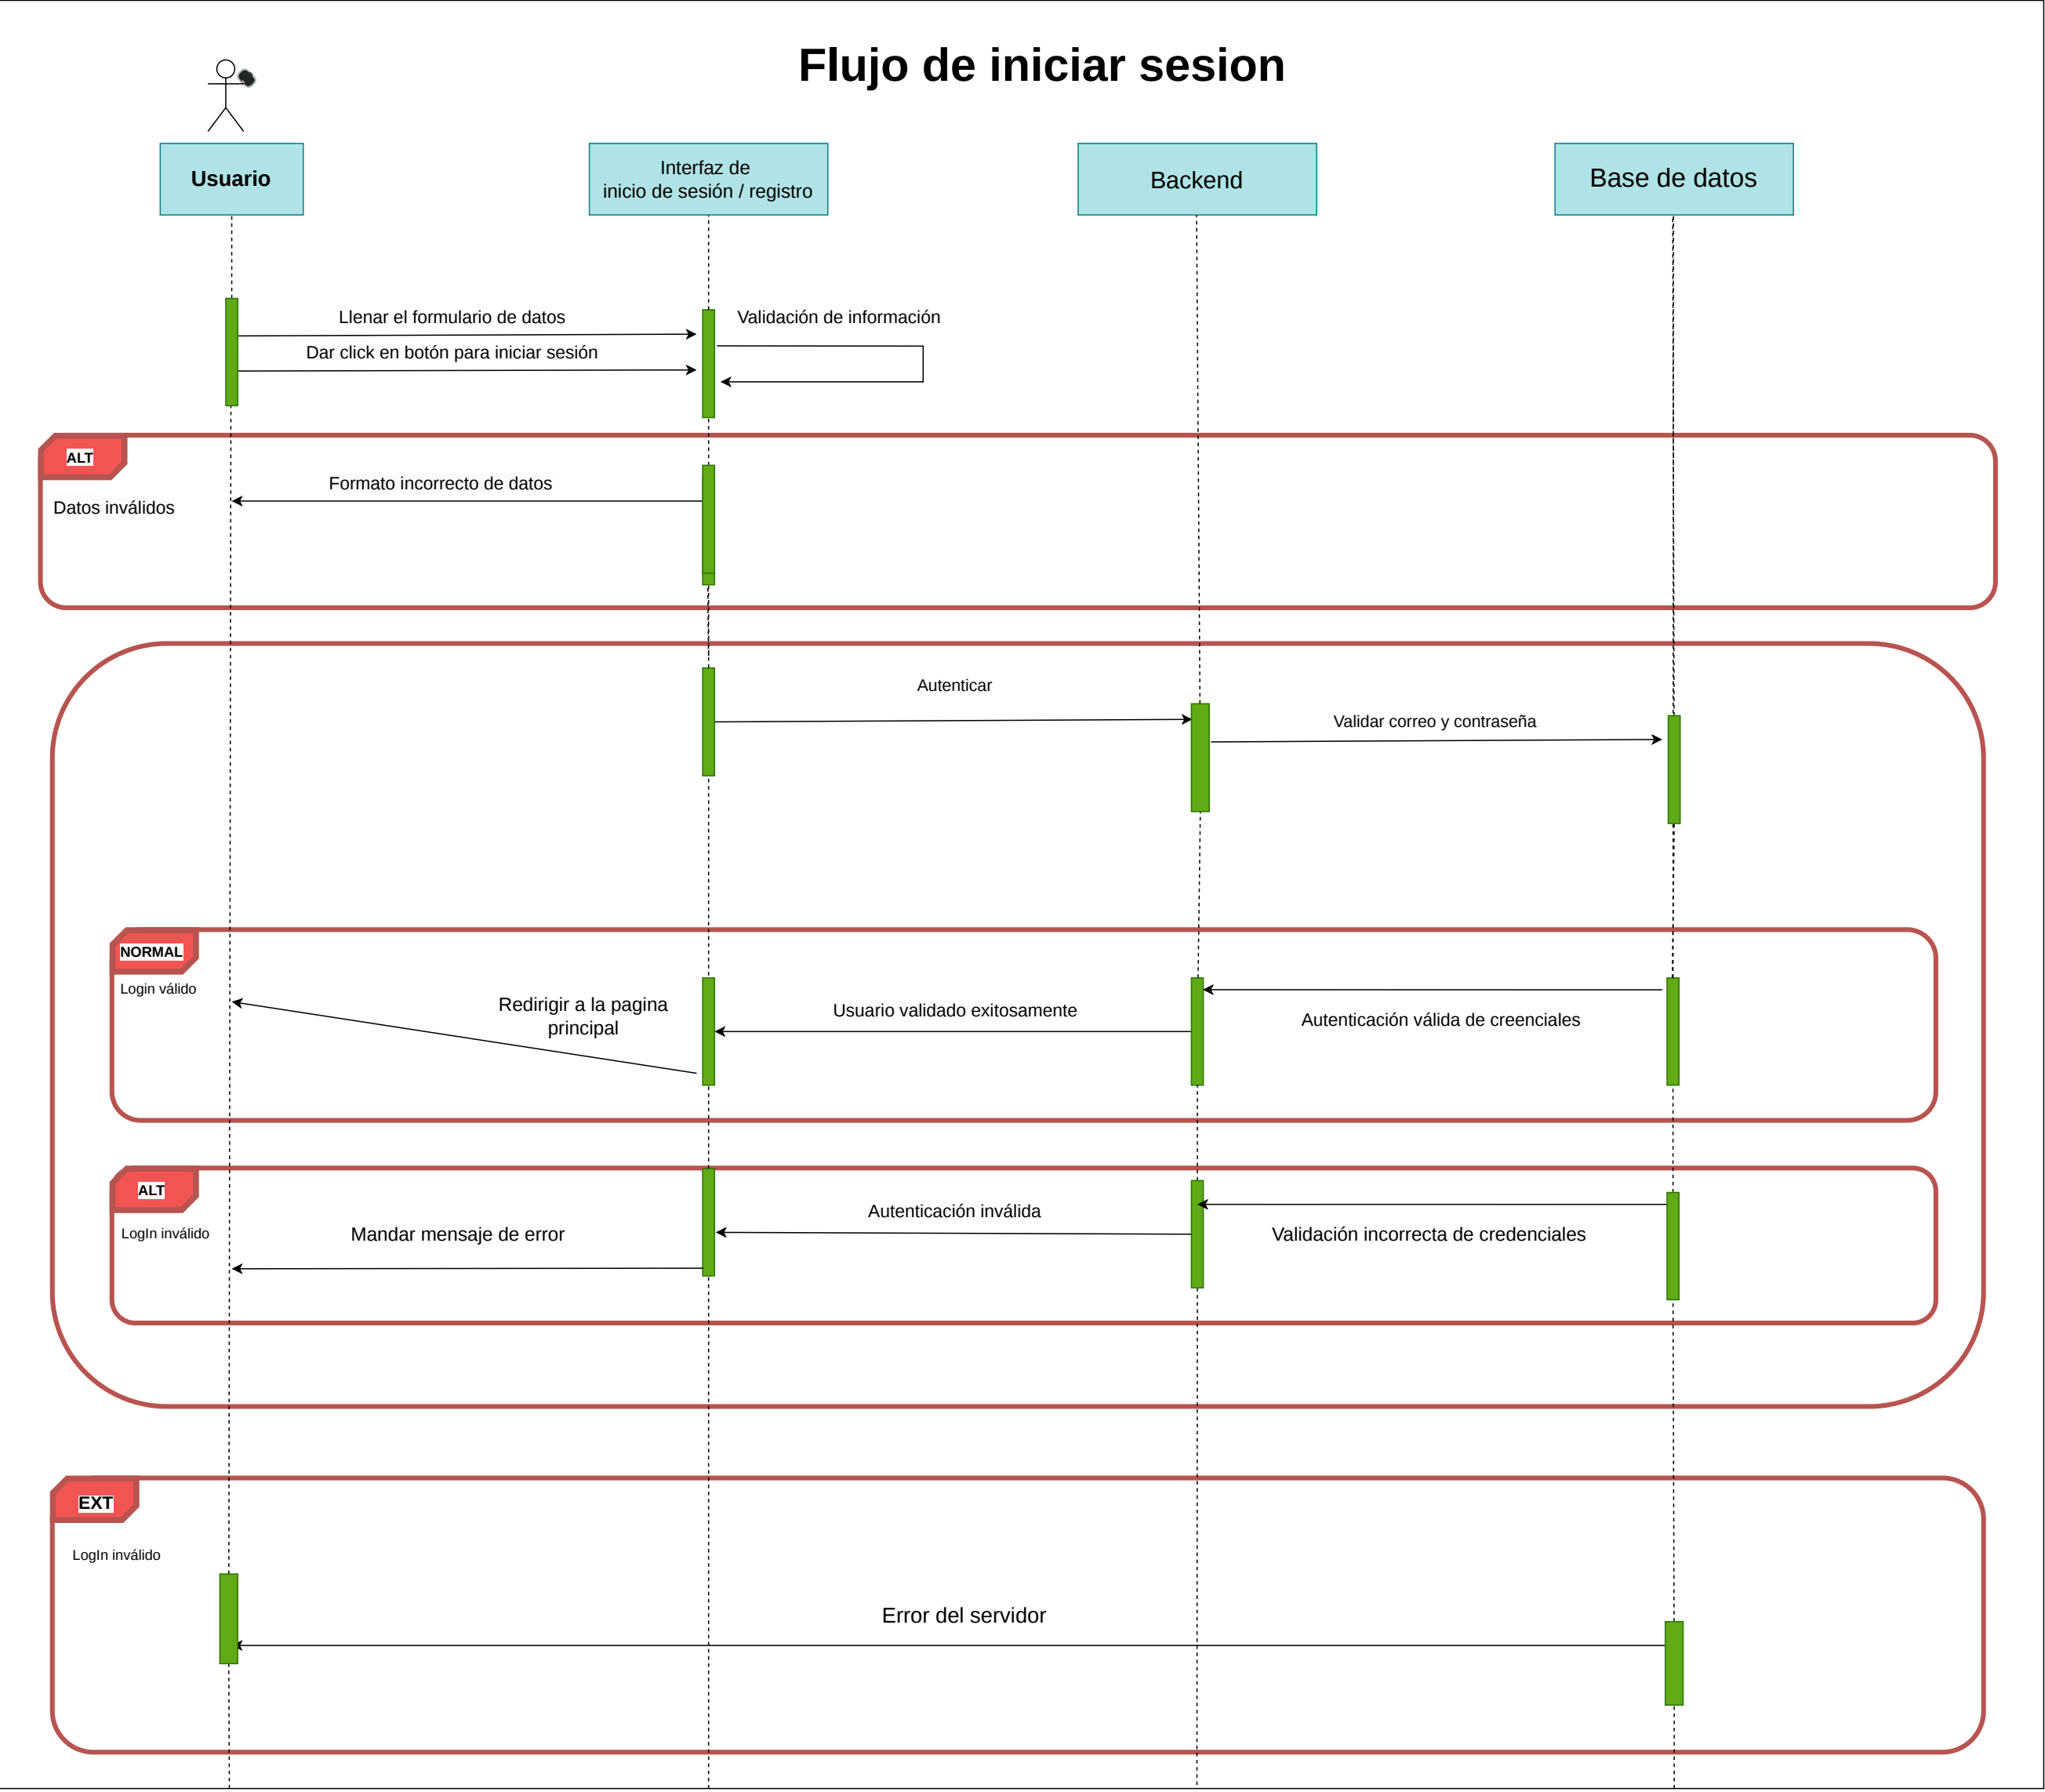 Flujo de iniciar sesion
Usuario
Interfaz de
inicio de sesión / registro
Backend
Base de datos
Llenar el formulario de datos
Validación de información
Dar click en botón para iniciar sesión
ALT
Formato incorrecto de datos
Datos inválidos
Autenticar
Validar correo y contraseña
NORMAL
Login válido
Redirigir a la pagina
principal
Usuario validado exitosamente
Autenticación válida de creenciales
ALT
LogIn inválido
Mandar mensaje de error
Autenticación inválida
Validación incorrecta de credenciales
EXT
LogIn inválido
Error del servidor